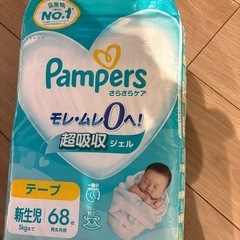 No.1
Pampers
さらさらケア
モレ・ムレ0へ!
超吸収
ジェル
テープ
新生児
68枚
5kgまで
男女共用